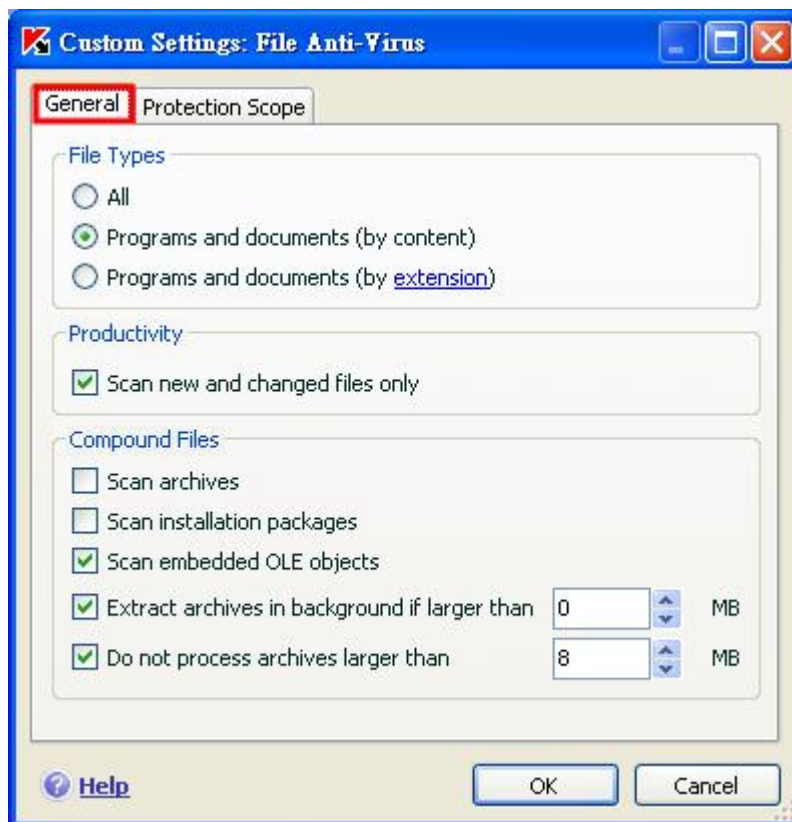 Custom Settings: File Anti-Virus
General Protection Scope
File Types
All
Programs and documents (by content)
Programs and documents (by extension)
Productivity
Scan new and changed files only
Compound Files
Scan archives
Scan installation packages
Scan embedded OLE objects
Extract archives in background if larger than 0 MB
Do not process archives larger than 8 MB
Help OK Cancel